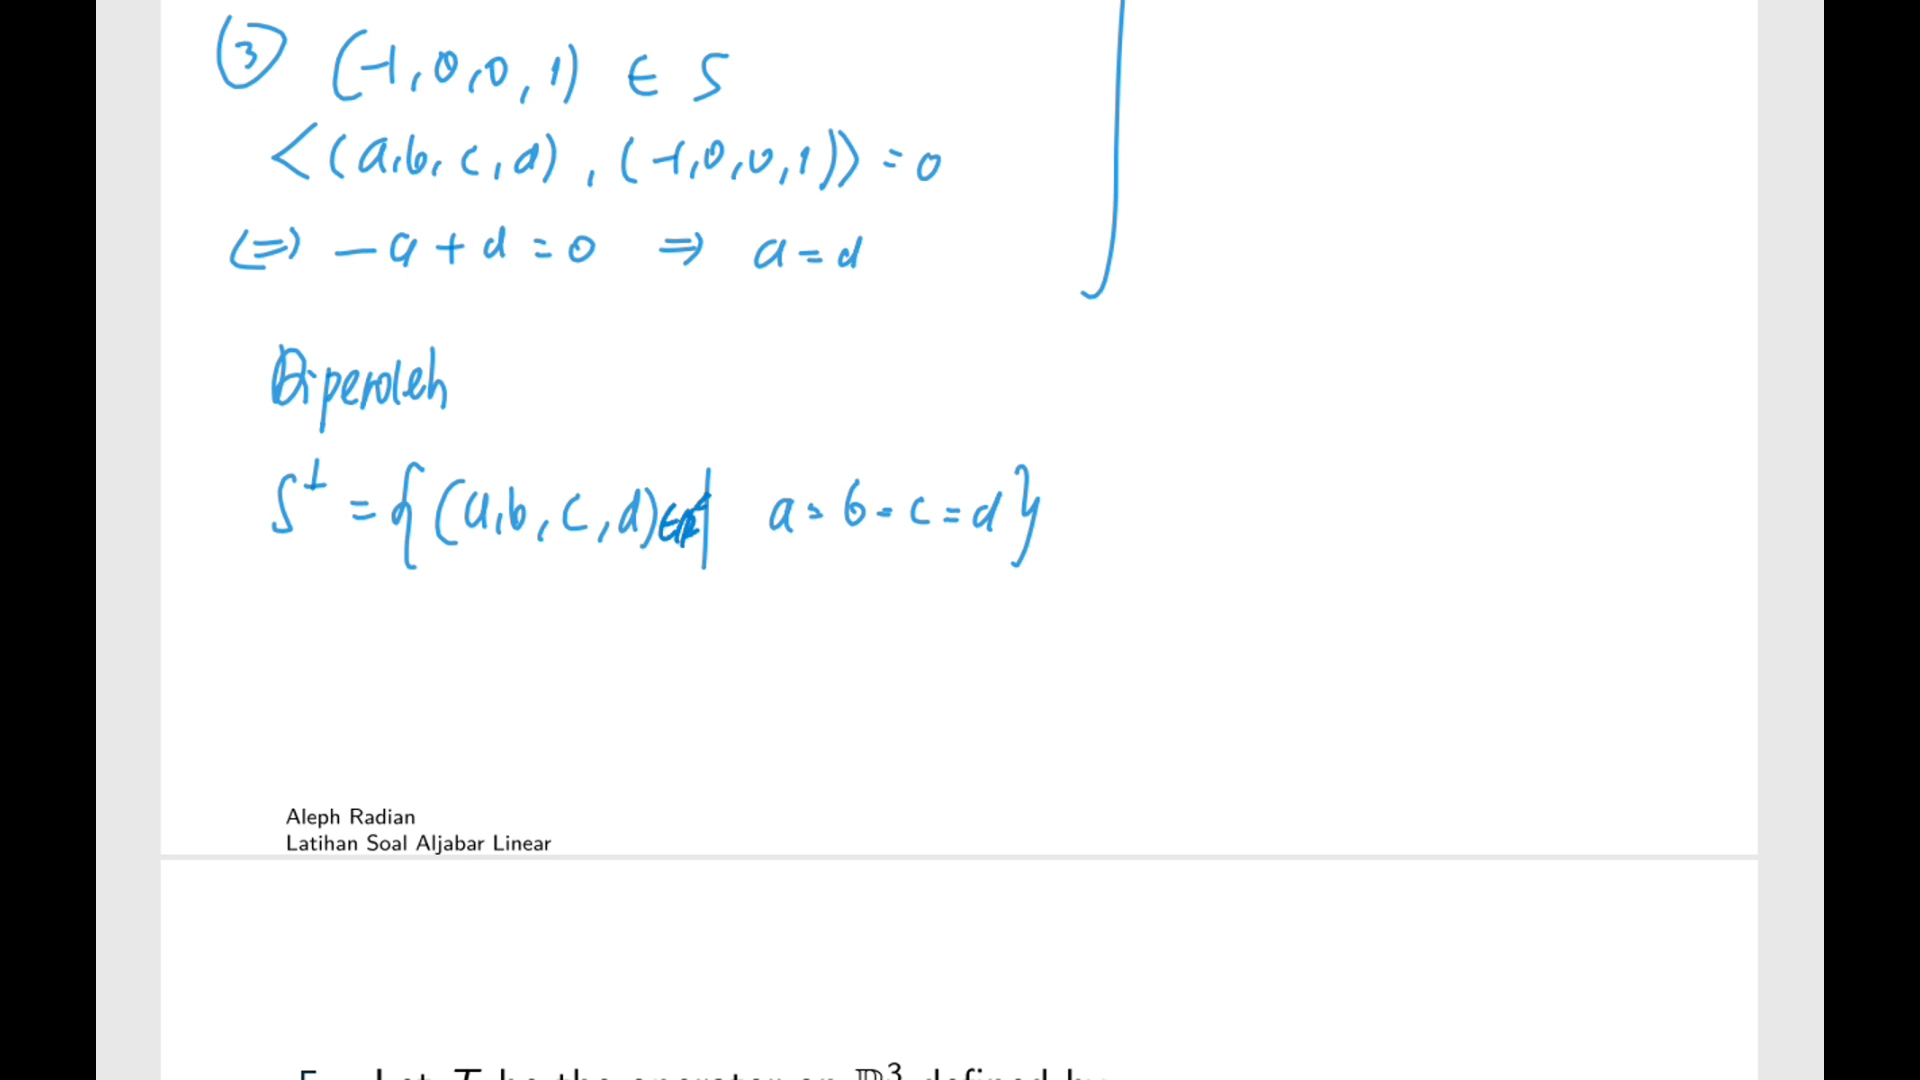 ③ (-1,0,0,1) ∈ S
<(a,b,c,d), (-1,0,0,1)> = 0
⟺ -a + d = 0 ⇒ a = d
Diperoleh
S^⊥ = {(a,b,c,d) | a = b = c = d}
Aleph Radian
Latihan Soal Aljabar Linear